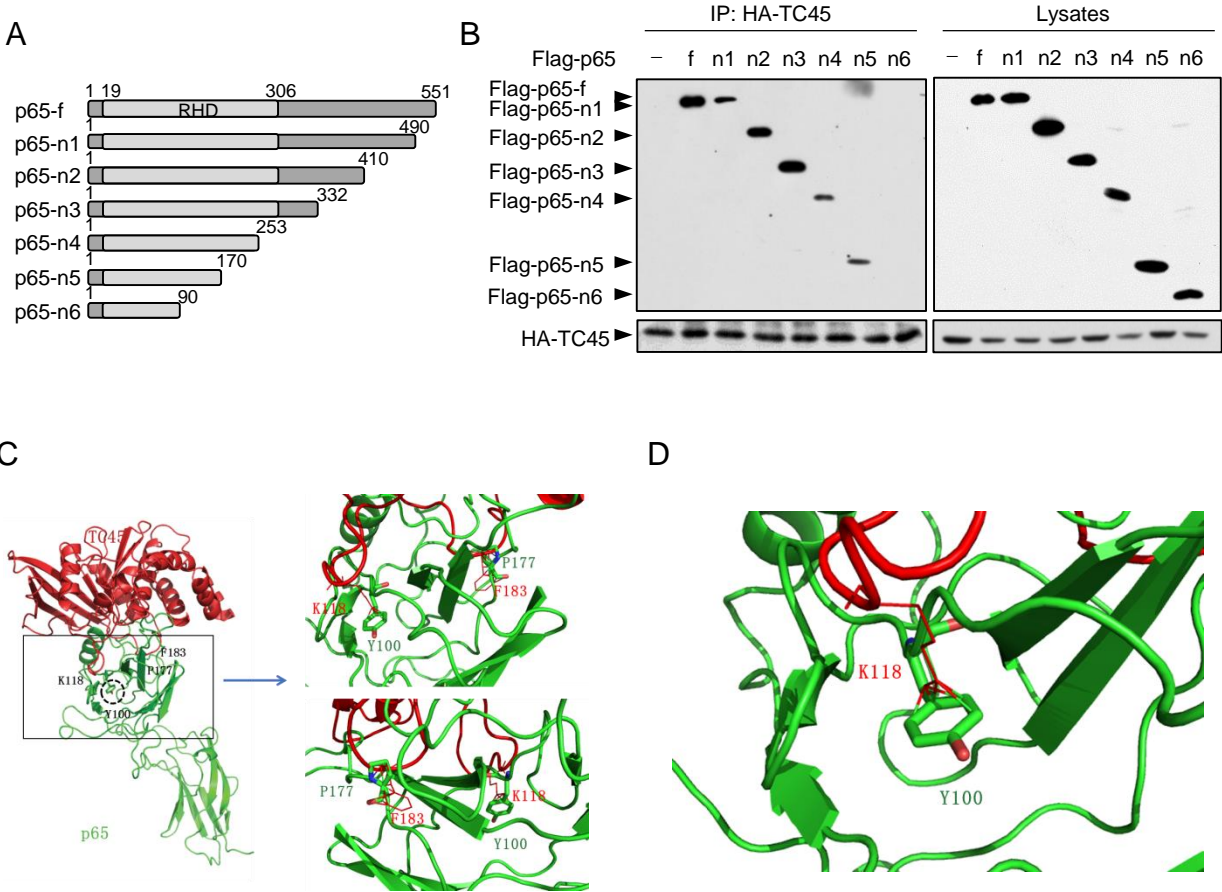 A
1 19 306 551
p65-f RHD
1 490
p65-n1
1 410
p65-n2
1 332
p65-n3
1 253
p65-n4
170
p65-n5
1 90
p65-n6
B
IP: HA-TC45
Lysates
Flag-p65 – f n1 n2 n3 n4 n5 n6 – f n1 n2 n3 n4 n5 n6
Flag-p65-f
Flag-p65-n1
Flag-p65-n2
Flag-p65-n3
Flag-p65-n4
Flag-p65-n5
Flag-p65-n6
HA-TC45
C
TC45
F183
P177
K118
Y100
p65
P177
F183
K118
Y100
P177
K118
F183
Y100
D
K118
Y100